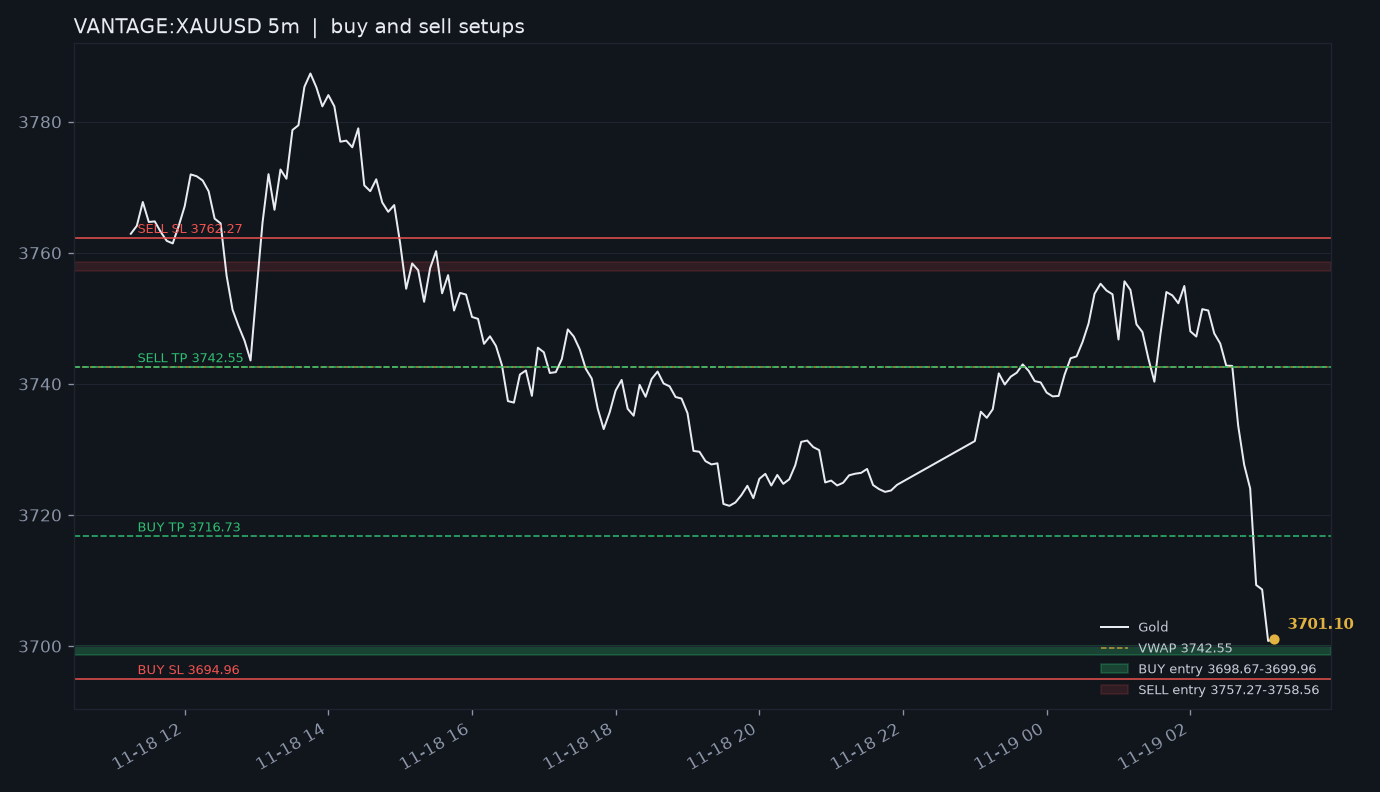 VANTAGE:XAUUSD 5m | buy and sell setups
3780
SELL SL 3762.27
3760
SELL TP 3742.55
3740
BUY TP 3716.73
3720
3701.10
Gold
3700
VWAP 3742.55
BUY SL 3694.96
BUY entry 3698.67-3699.96
SELL entry 3757.27-3758.56
11-18 12
11-18 14
11-18 16
11-18 18
11-18 20
11-18 22
11-19 00
11-19 02